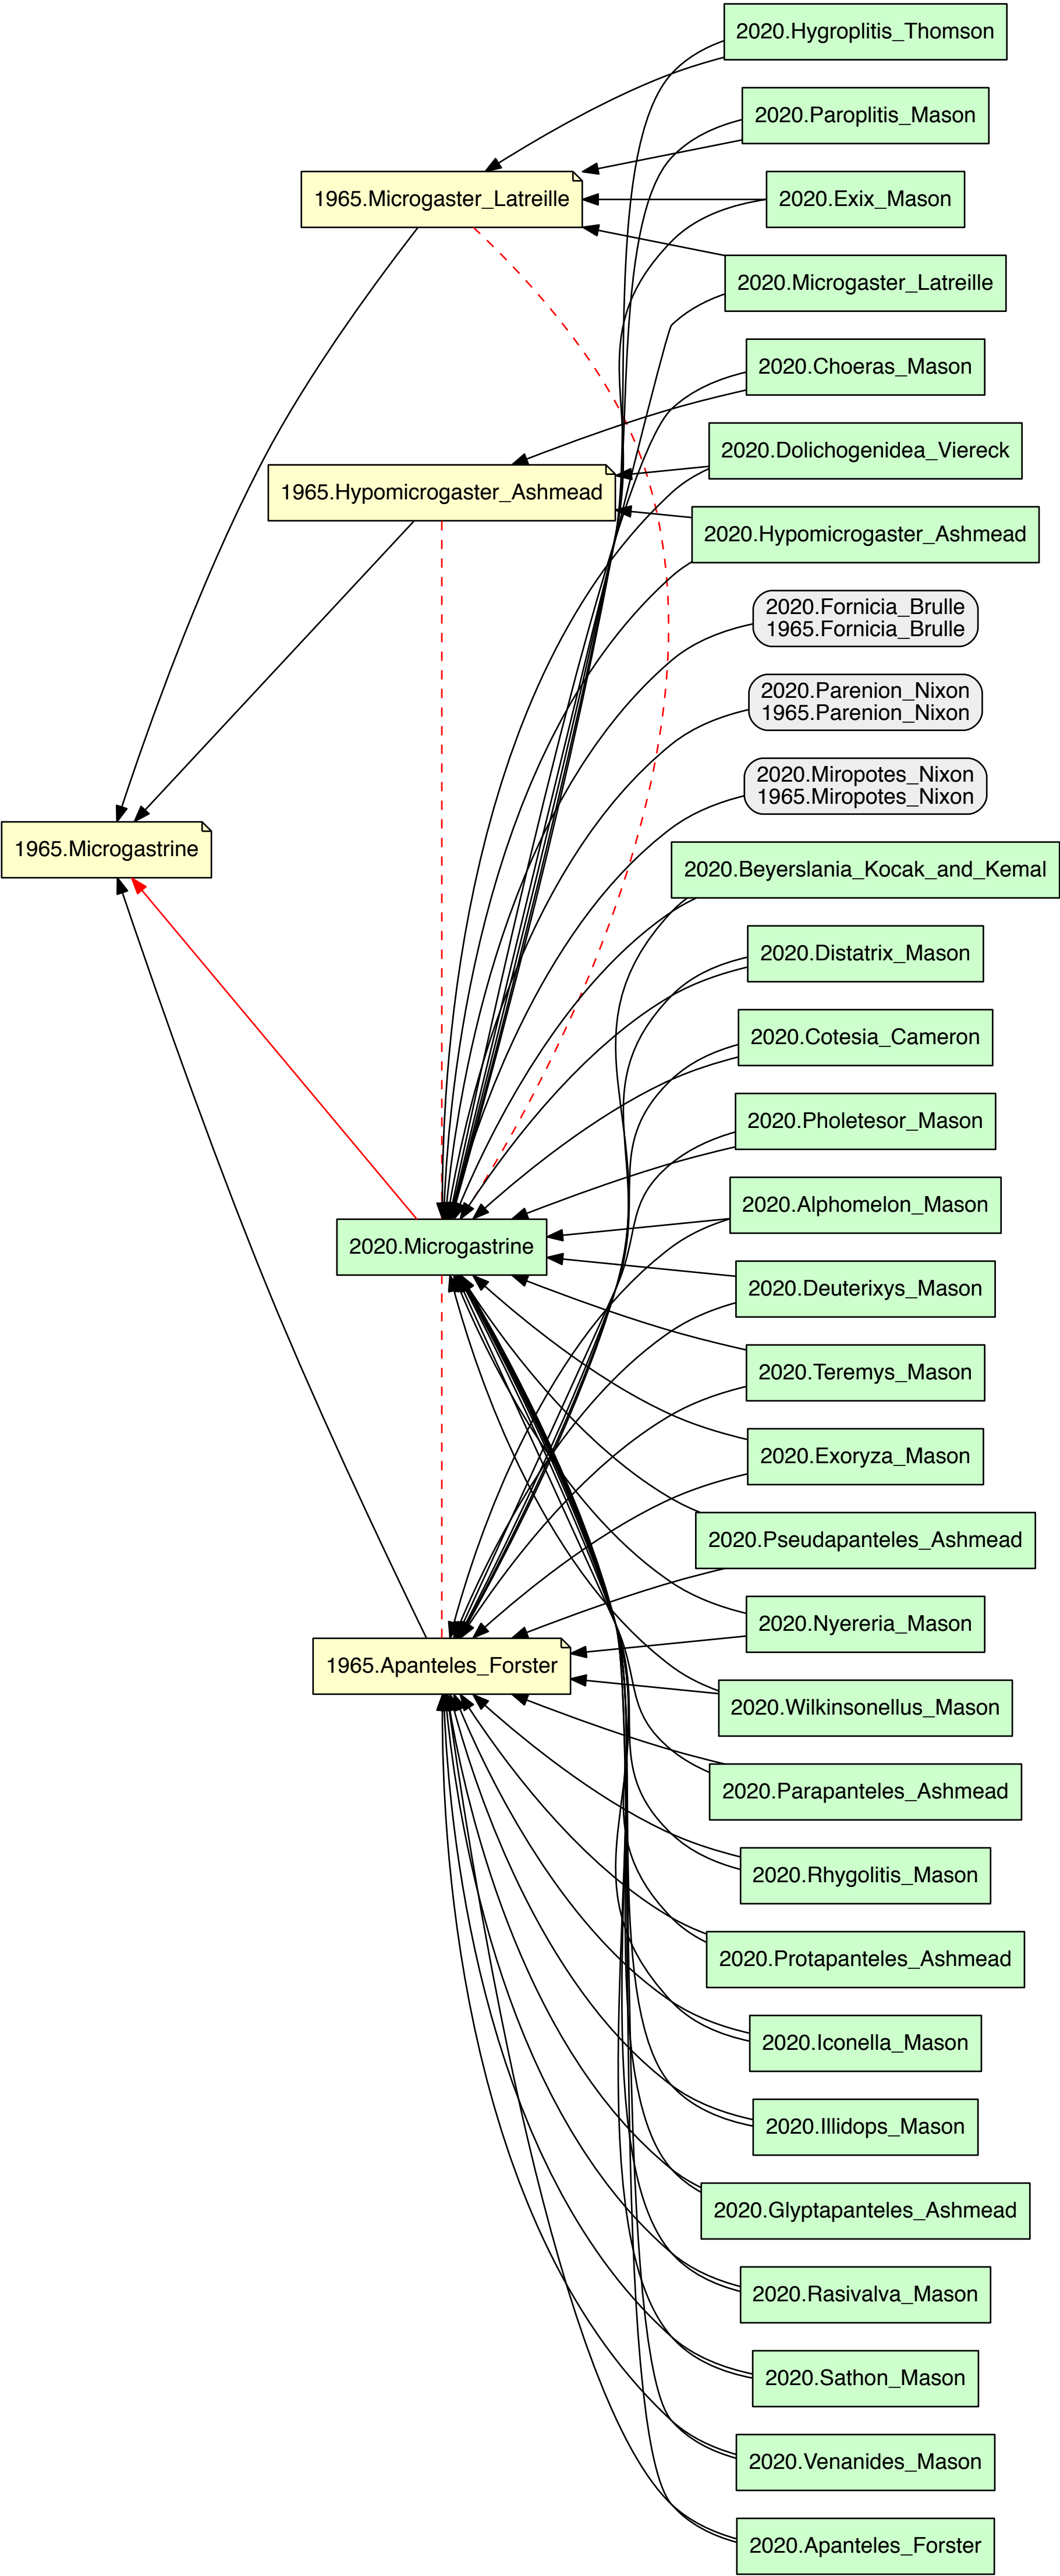 2020.Hygroplitis_Thomson
2020.Paroplitis_Mason
1965.Microgaster_Latreille
2020.Exix_Mason
2020.Microgaster_Latreille
2020.Choeras_Mason
2020.Dolichogenidea_Viereck
1965.Hypomicrogaster_Ashmead
2020.Hypomicrogaster_Ashmead
2020.Fornicia_Brulle
1965.Fornicia_Brulle
2020.Parenion_Nixon
1965.Parenion_Nixon
2020.Miropotes_Nixon
1965.Miropotes_Nixon
1965.Microgastrine
2020.Beyerslania_Kocak_and_Kemal
2020.Distatrix_Mason
2020.Cotesia_Cameron
2020.Pholetesor_Mason
2020.Alphomelon_Mason
2020.Microgastrine
2020.Deuterixys_Mason
2020.Teremys_Mason
2020.Exoryza_Mason
2020.Pseudapanteles_Ashmead
2020.Nyereria_Mason
1965.Apanteles_Forster
2020.Wilkinsonellus_Mason
2020.Parapanteles_Ashmead
2020.Rhygolitis_Mason
2020.Protapanteles_Ashmead
2020.Iconella_Mason
2020.Illidops_Mason
2020.Glyptapanteles_Ashmead
2020.Rasivalva_Mason
2020.Sathon_Mason
2020.Venanides_Mason
2020.Apanteles_Forster